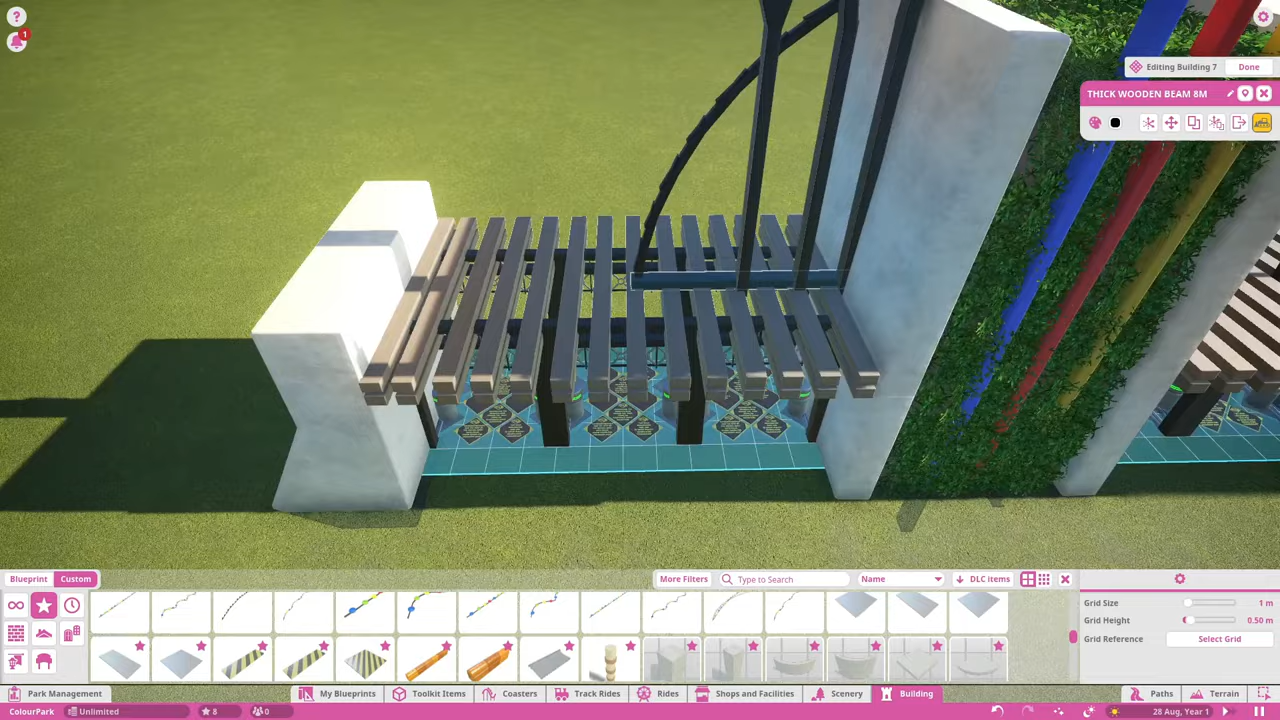 ?
1
Editing Building 7
Done
THICK WOODEN BEAM 8M
Blueprint
Custom
More Filters
Type to Search
Name
DLC items
Grid Size
1 m
Grid Height
0.50 m
Grid Reference
Select Grid
Park Management
My Blueprints
Toolkit Items
Coasters
Track Rides
Rides
Shops and Facilities
Scenery
Building
Paths
Terrain
ColourPark
Unlimited
8
0
28 Aug, Year 1